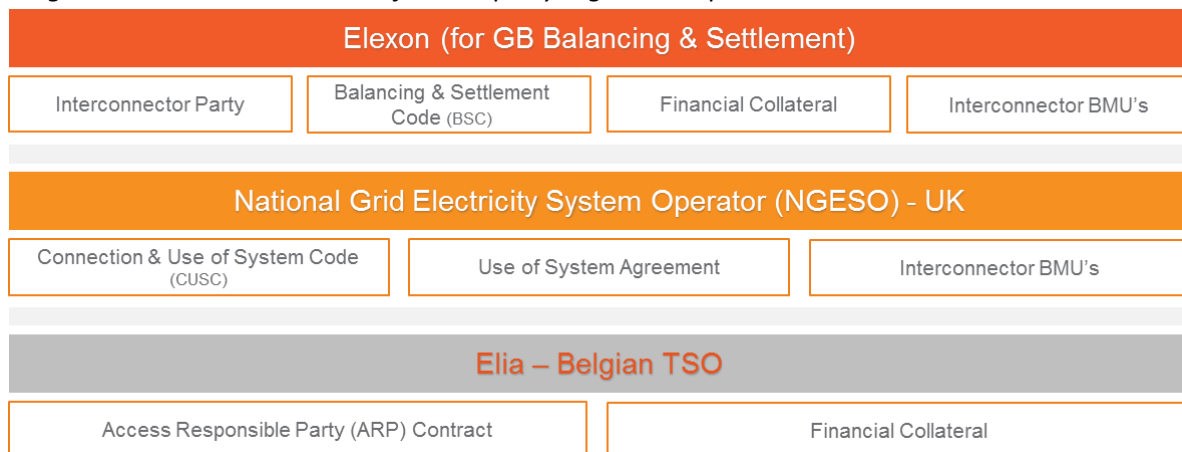 Elexon (for GB Balancing & Settlement)
Interconnector Party
Balancing & Settlement
Code (BSC)
Financial Collateral
Interconnector BMU's
National Grid Electricity System Operator (NGESO) - UK
Connection & Use of System Code
(CUSC)
Use of System Agreement
Interconnector BMU's
Elia – Belgian TSO
Access Responsible Party (ARP) Contract
Financial Collateral